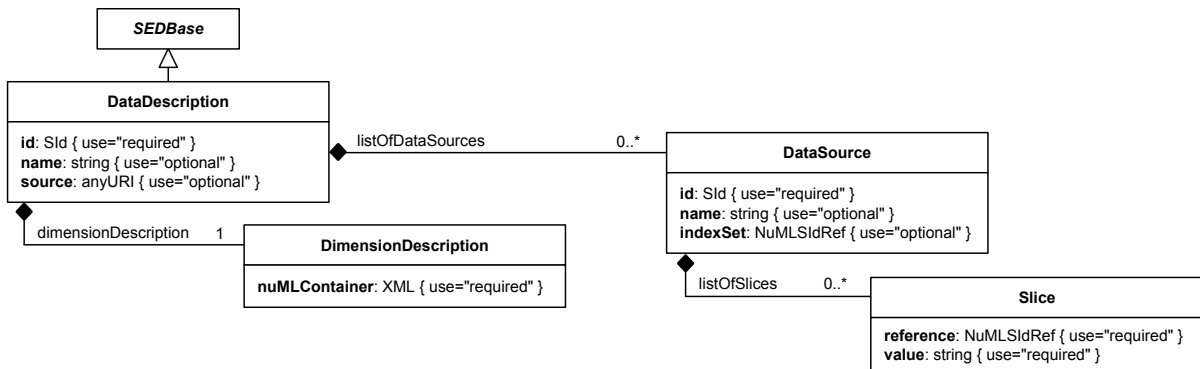 SEDBase
DataDescription
id: SId { use="required" }
name: string { use="optional" }
source: anyURI { use="optional" }
listOfDataSources
0..*
DataSource
id: SId { use="required" }
name: string { use="optional" }
indexSet: NuMLSIdRef { use="optional" }
dimensionDescription
1
DimensionDescription
nuMLContainer: XML { use="required" }
listOfSlices
0..*
Slice
reference: NuMLSIdRef { use="required" }
value: string { use="required" }